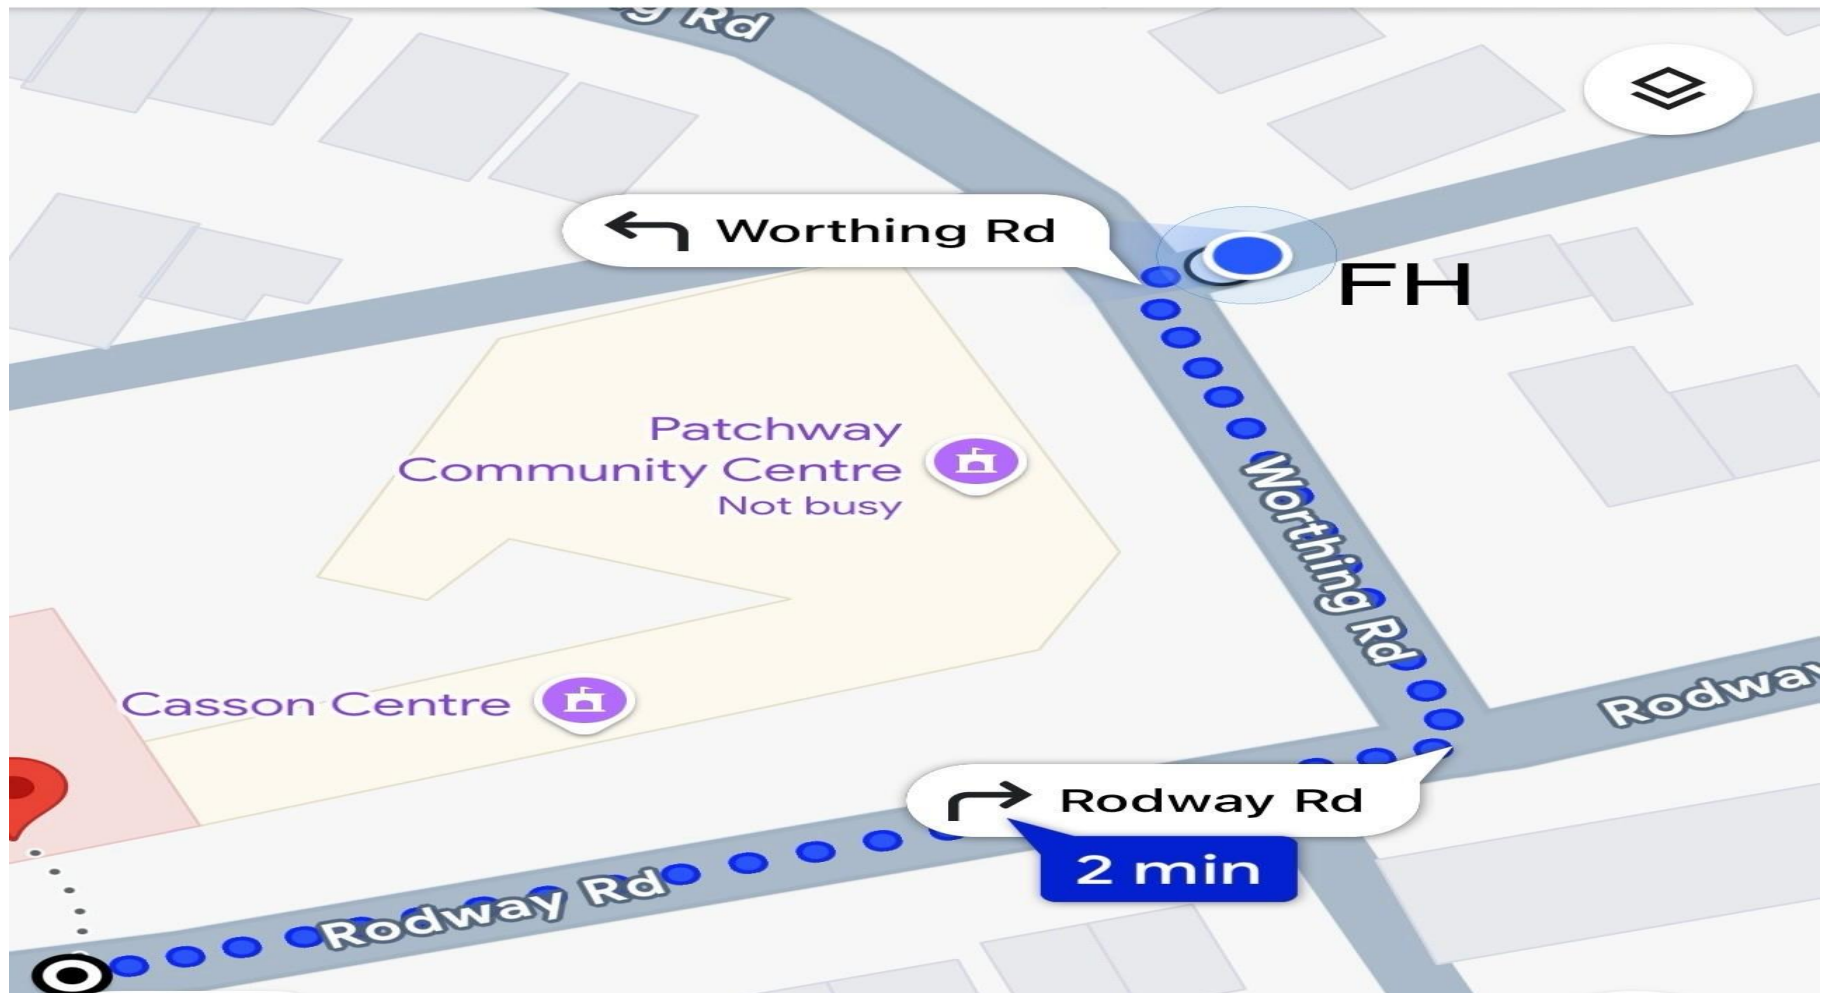 g Rd
Worthing Rd
FH
Patchway
Community Centre
Not busy
Worthing Rd
Casson Centre
Rodway
Rodway Rd
2 min
Rodway Rd